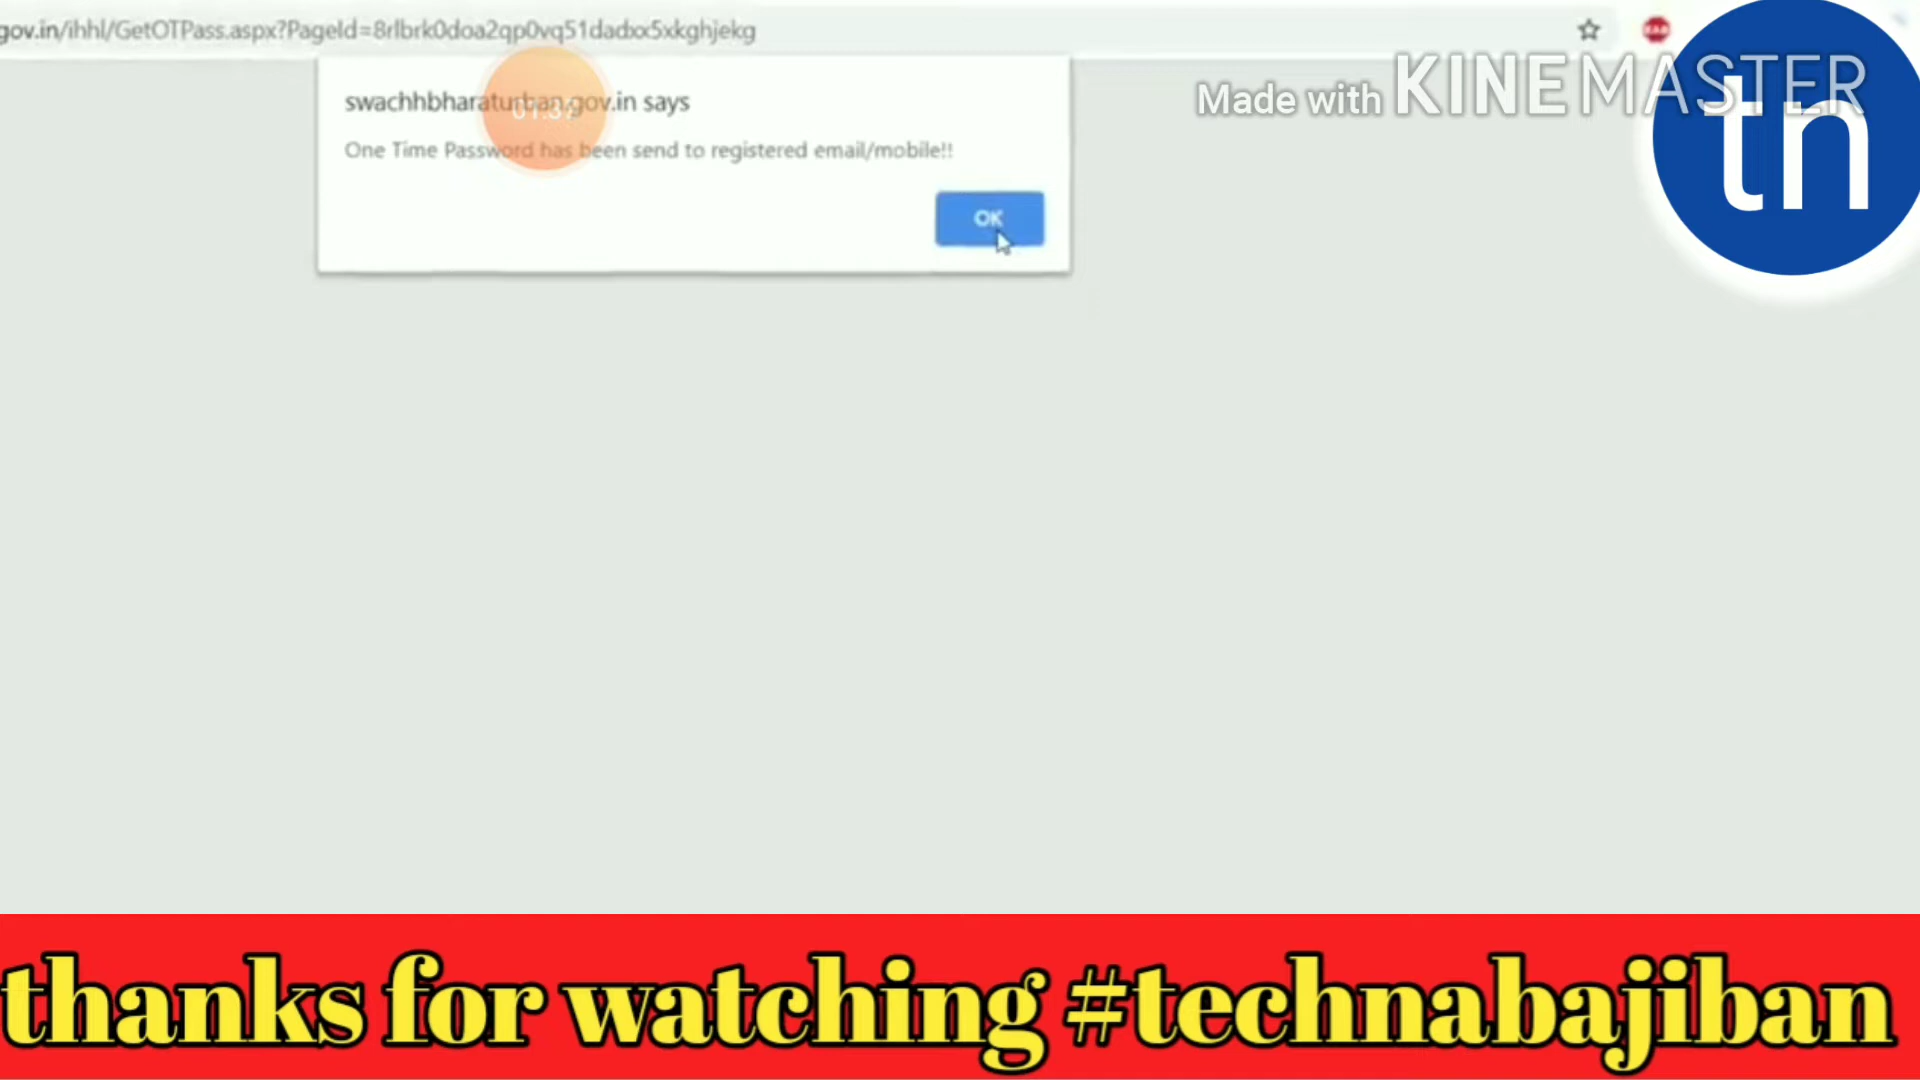 gov.in/ihhl/GetOTPass.aspx?PageId=8rlbrk0doa2qp0vq51dadxx5xkghjekg
swachhbharaturban.gov.in says
One Time Password has been send to registered email/mobile!!
OK
Made with KINEMASTER
tn
thanks for watching #technabajiban